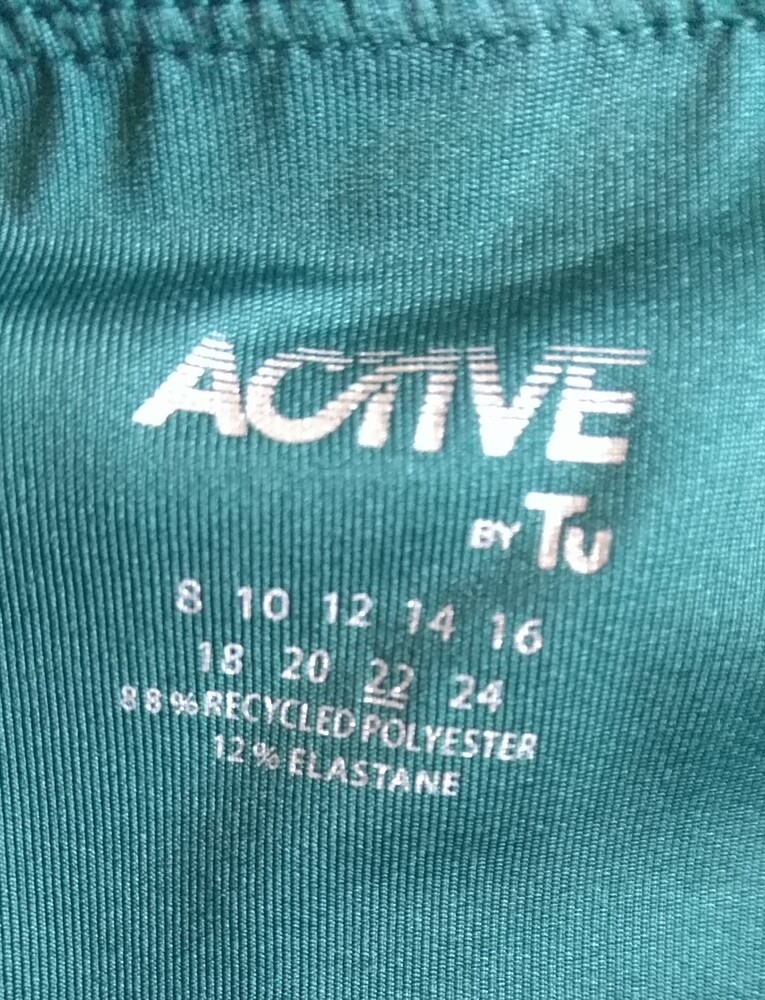 ACTIVE
BY Tu
8 10 12 14 16
18 20 22 24
88% RECYCLED POLYESTER
12% ELASTANE